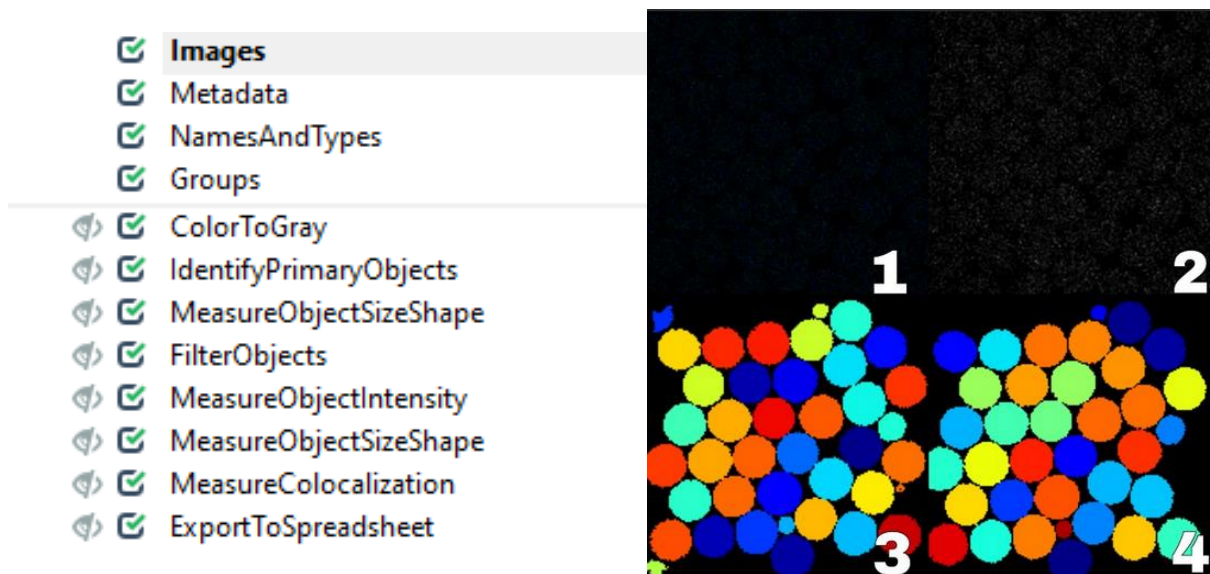 Images
Metadata
NamesAndTypes
Groups
ColorToGray
IdentifyPrimaryObjects
MeasureObjectSizeShape
FilterObjects
MeasureObjectIntensity
MeasureObjectSizeShape
MeasureColocalization
ExportToSpreadsheet
1
2
3
4